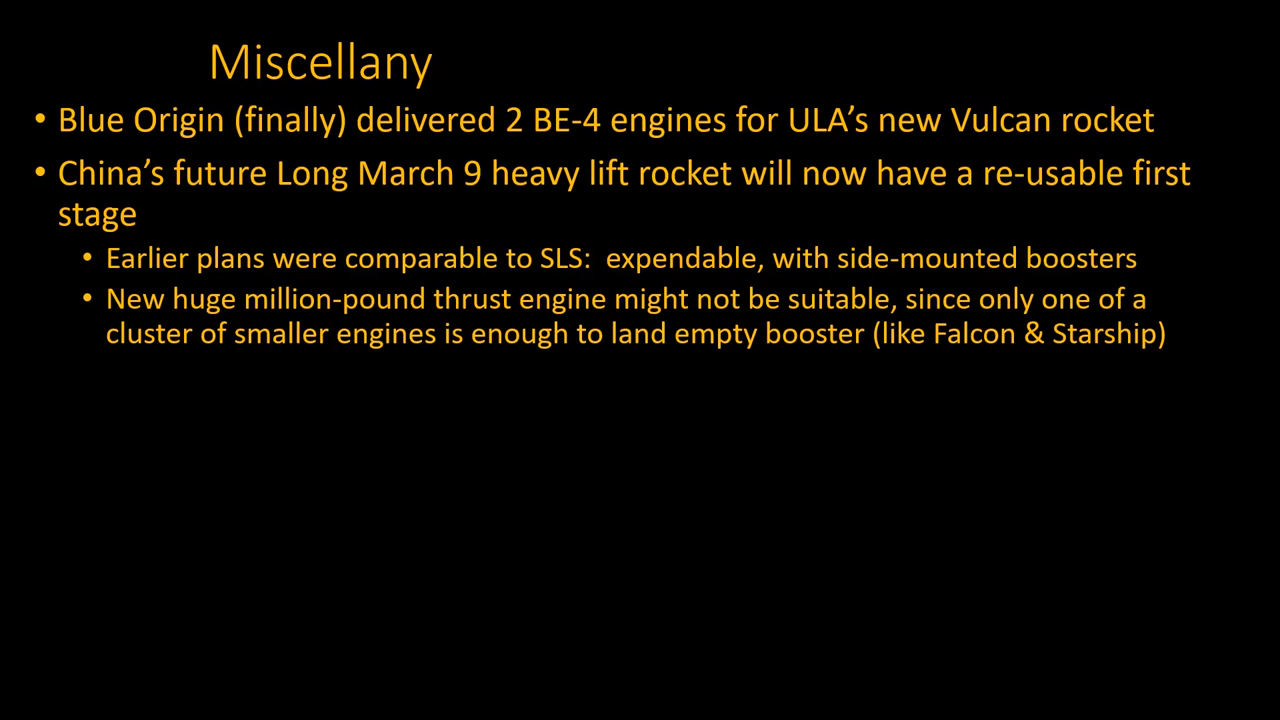 Miscellany
• Blue Origin (finally) delivered 2 BE-4 engines for ULA’s new Vulcan rocket
• China’s future Long March 9 heavy lift rocket will now have a re-usable first
stage
• Earlier plans were comparable to SLS:  expendable, with side-mounted boosters
• New huge million-pound thrust engine might not be suitable, since only one of a
cluster of smaller engines is enough to land empty booster (like Falcon & Starship)